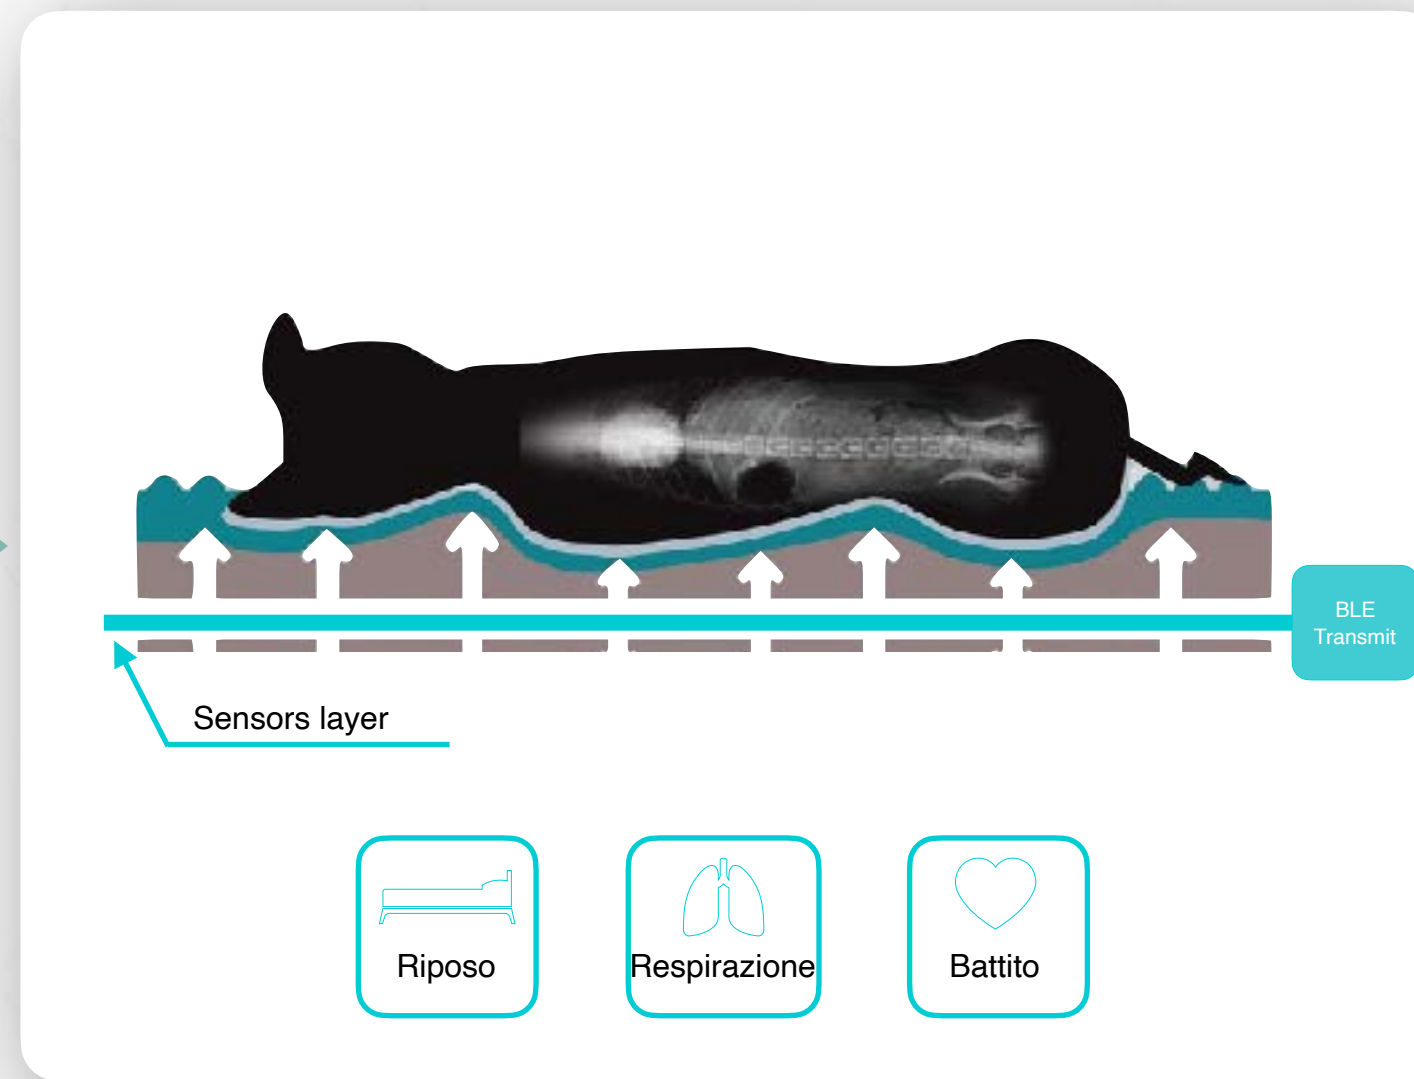 BLE
Transmit
Sensors layer
Riposo
Respirazione
Battito